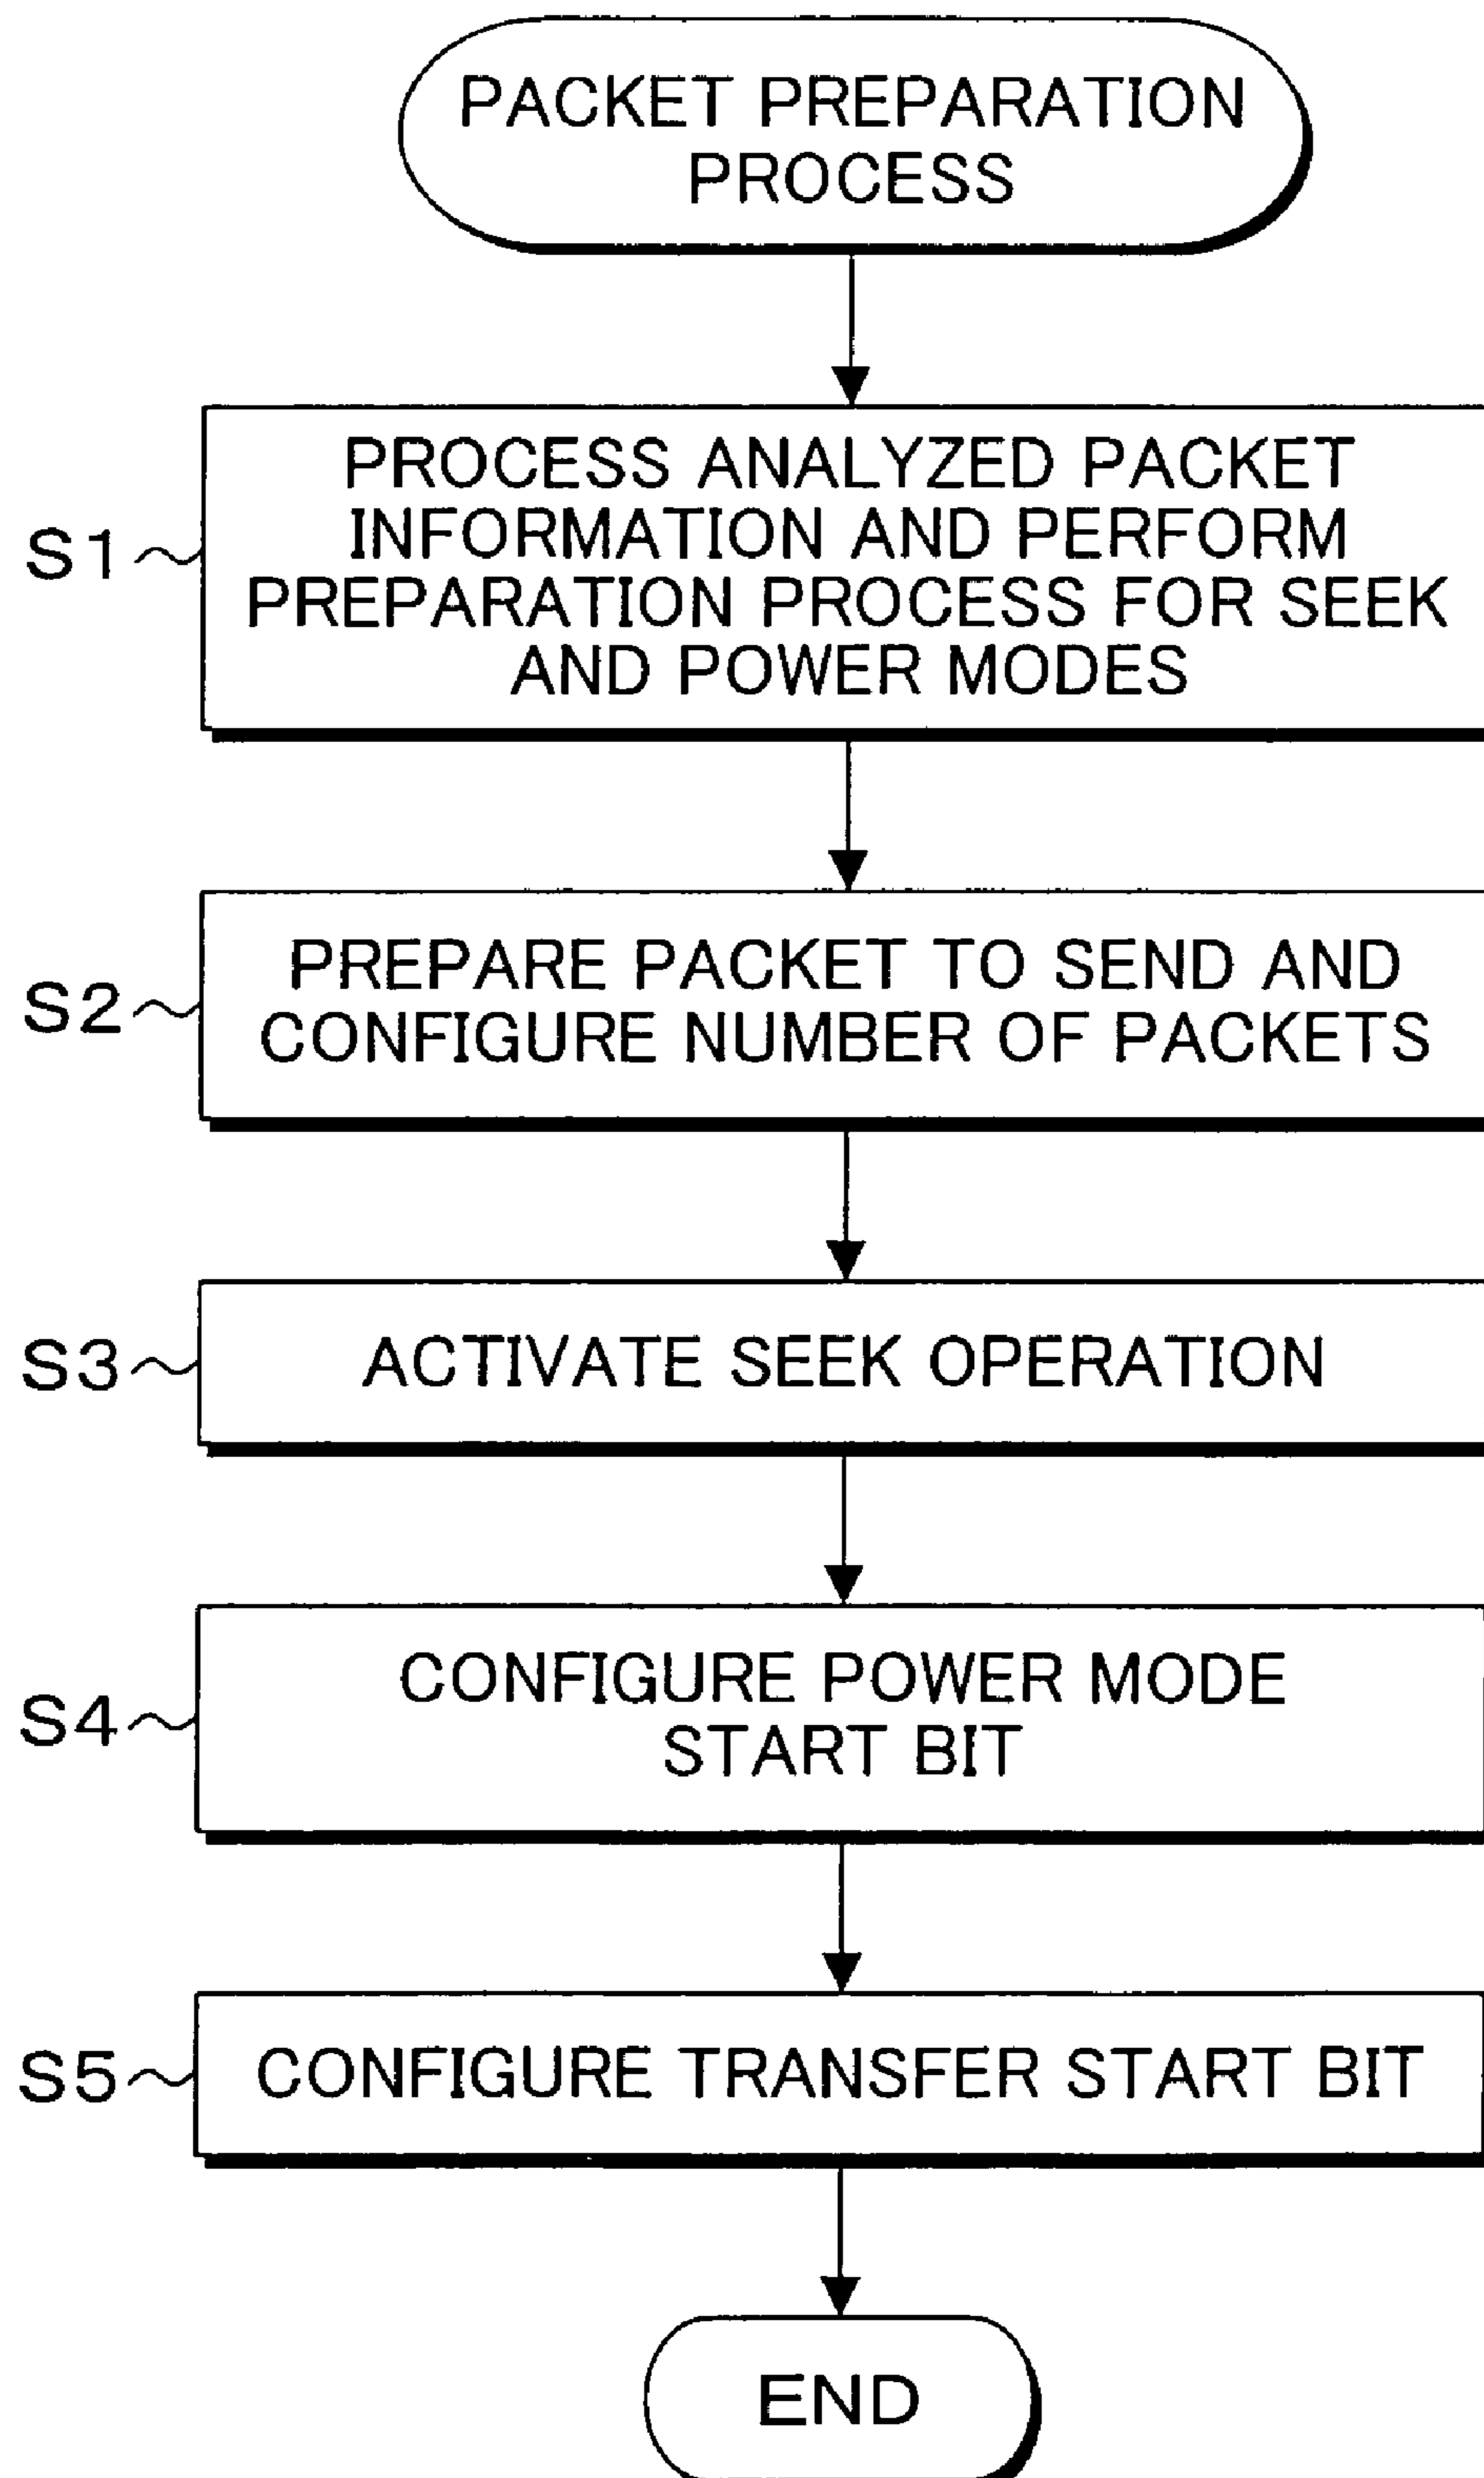 PACKET PREPARATION
PROCESS
S1
PROCESS ANALYZED PACKET
INFORMATION AND PERFORM
PREPARATION PROCESS FOR SEEK
AND POWER MODES
S2
PREPARE PACKET TO SEND AND
CONFIGURE NUMBER OF PACKETS
S3
ACTIVATE SEEK OPERATION
S4
CONFIGURE POWER MODE
START BIT
S5
CONFIGURE TRANSFER START BIT
END